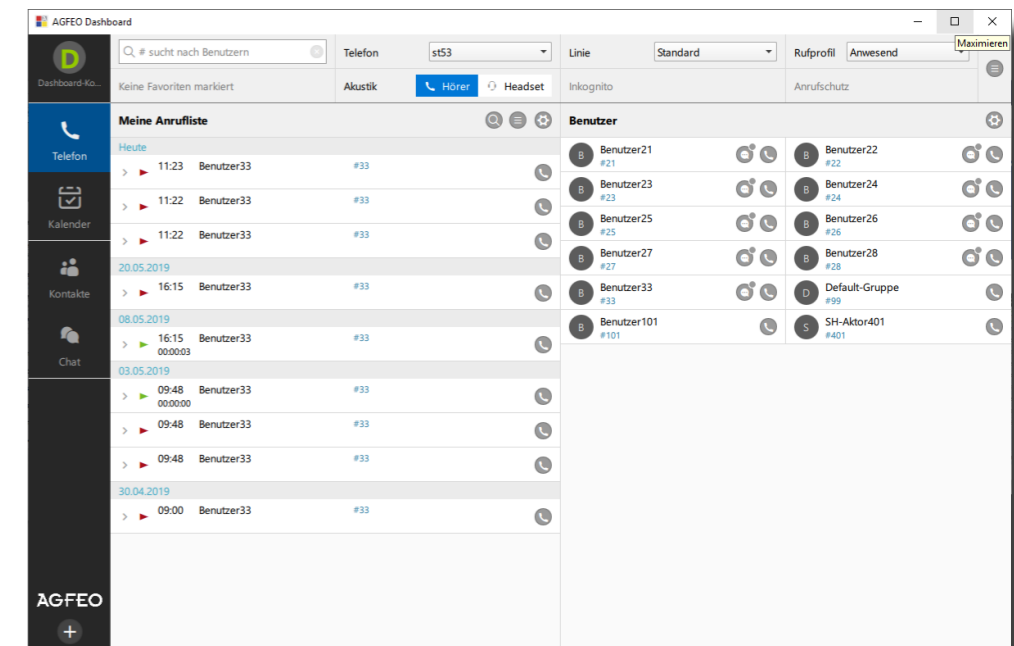 AGFEO Dashboard
Maximieren
D
Dashboard-Ko...
# sucht nach Benutzern
Telefon
st53
Linie
Standard
Rufprofil
Anwesend
Keine Favoriten markiert
Akustik
Hörer
Headset
Inkognito
Anrufschutz
Telefon
Kalender
Kontakte
Chat
AGFEO
Meine Anrufliste
Heute
11:23 Benutzer33 #33
11:22 Benutzer33 #33
11:22 Benutzer33 #33
20.05.2019
16:15 Benutzer33 #33
08.05.2019
16:15 Benutzer33 #33
00:00:03
03.05.2019
09:48 Benutzer33 #33
00:00:00
09:48 Benutzer33 #33
09:48 Benutzer33 #33
30.04.2019
09:00 Benutzer33 #33
Benutzer
B Benutzer21
#21
B Benutzer22
#22
B Benutzer23
#23
B Benutzer24
#24
B Benutzer25
#25
B Benutzer26
#26
B Benutzer27
#27
B Benutzer28
#28
B Benutzer33
#33
D Default-Gruppe
#99
B Benutzer101
#101
S SH-Aktor401
#401